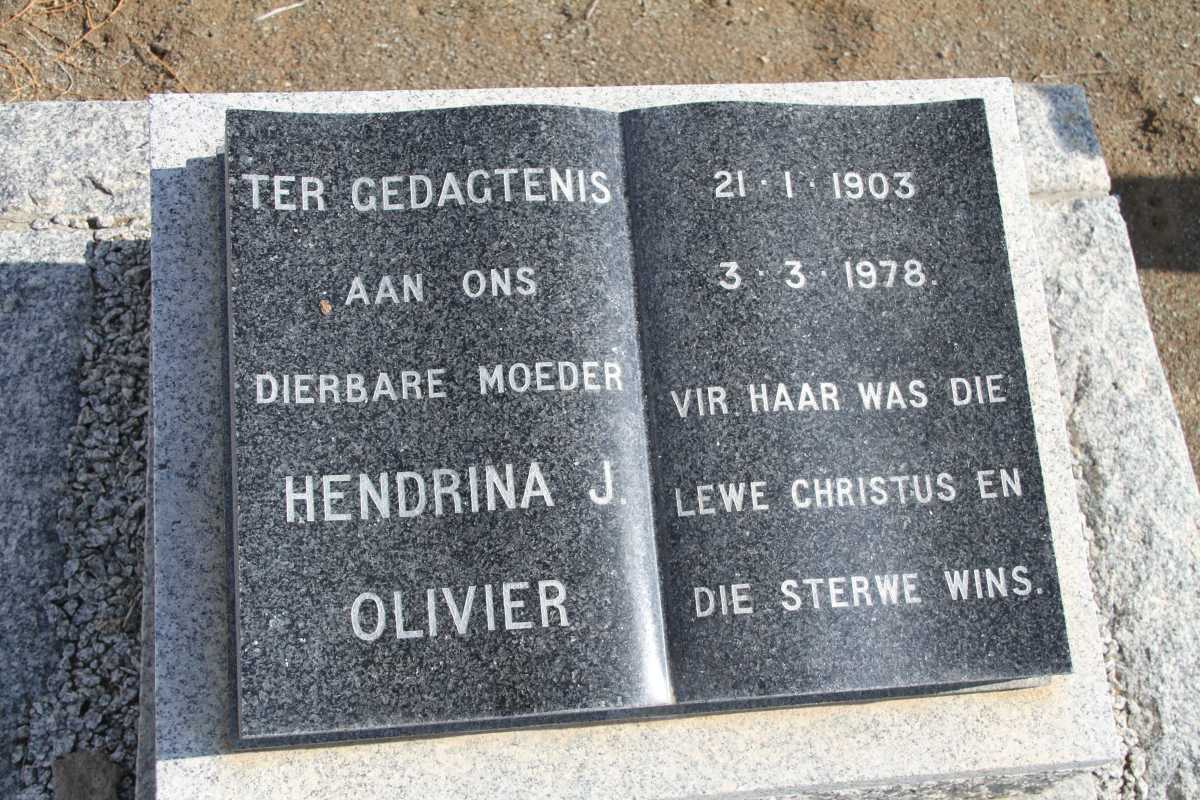 TER GEDAGTENIS
AAN ONS
DIERBARE MOEDER
HENDRINA J.
OLIVIER
21·1·1903
3·3·1978.
VIR HAAR WAS DIE
LEWE CHRISTUS EN
DIE STERWE WINS.